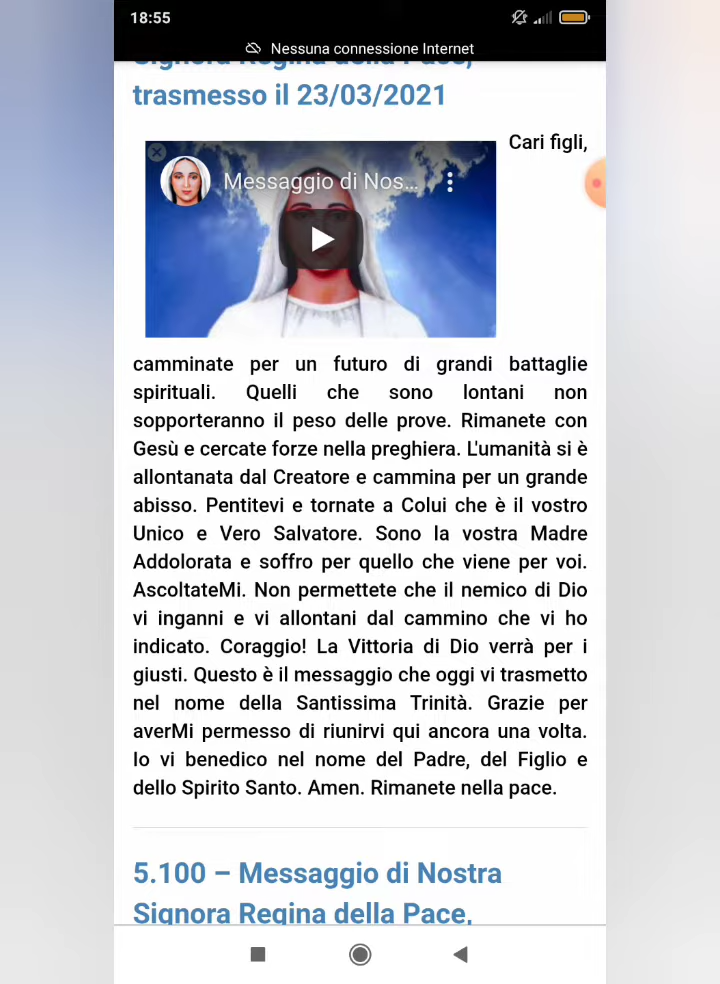 18:55
Nessuna connessione Internet
Signora Regina della Pace,
trasmesso il 23/03/2021
Cari figli,
Messaggio di Nos...
camminate per un futuro di grandi battaglie
spirituali. Quelli che sono lontani non
sopporteranno il peso delle prove. Rimanete con
Gesù e cercate forze nella preghiera. L'umanità si è
allontanata dal Creatore e cammina per un grande
abisso. Pentitevi e tornate a Colui che è il vostro
Unico e Vero Salvatore. Sono la vostra Madre
Addolorata e soffro per quello che viene per voi.
AscoltateMi. Non permettete che il nemico di Dio
vi inganni e vi allontani dal cammino che vi ho
indicato. Coraggio! La Vittoria di Dio verrà per i
giusti. Questo è il messaggio che oggi vi trasmetto
nel nome della Santissima Trinità. Grazie per
averMi permesso di riunirvi qui ancora una volta.
Io vi benedico nel nome del Padre, del Figlio e
dello Spirito Santo. Amen. Rimanete nella pace.
5.100 – Messaggio di Nostra
Signora Regina della Pace,